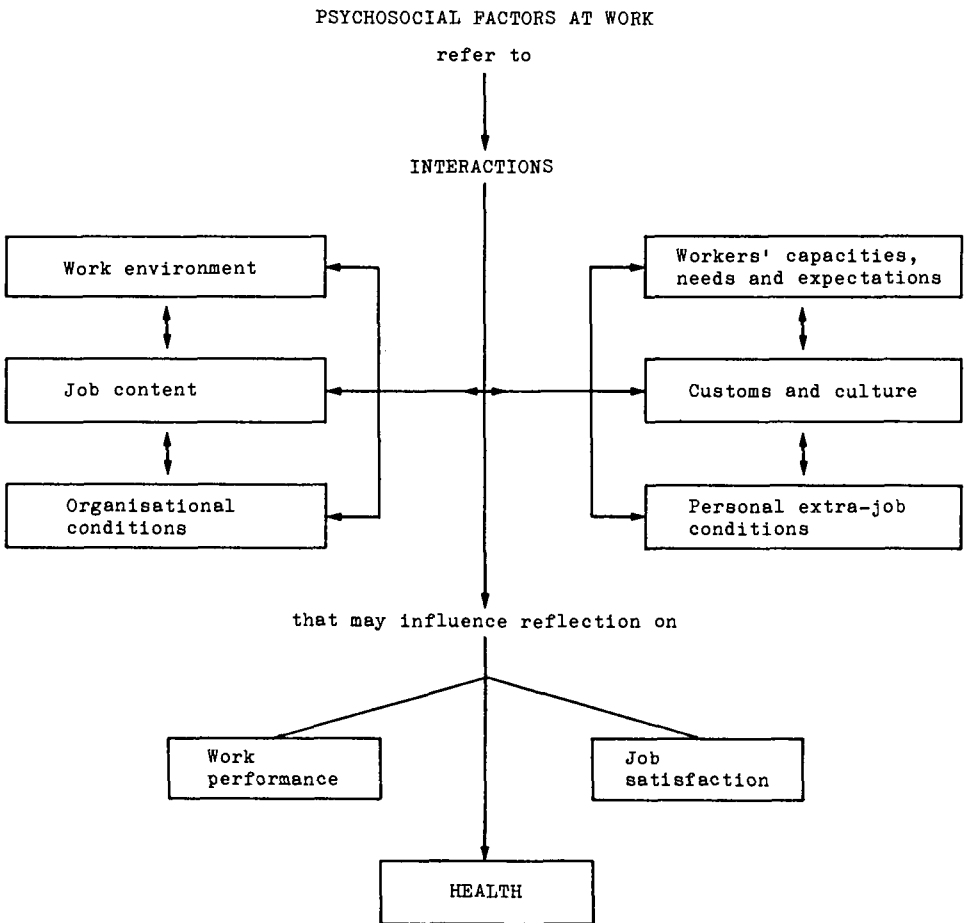 PSYCHOSOCIAL FACTORS AT WORK
refer to
INTERACTIONS
Work environment
Job content
Organisational
conditions
Workers' capacities,
needs and expectations
Customs and culture
Personal extra-job
conditions
that may influence reflection on
Work
performance
Job
satisfaction
HEALTH